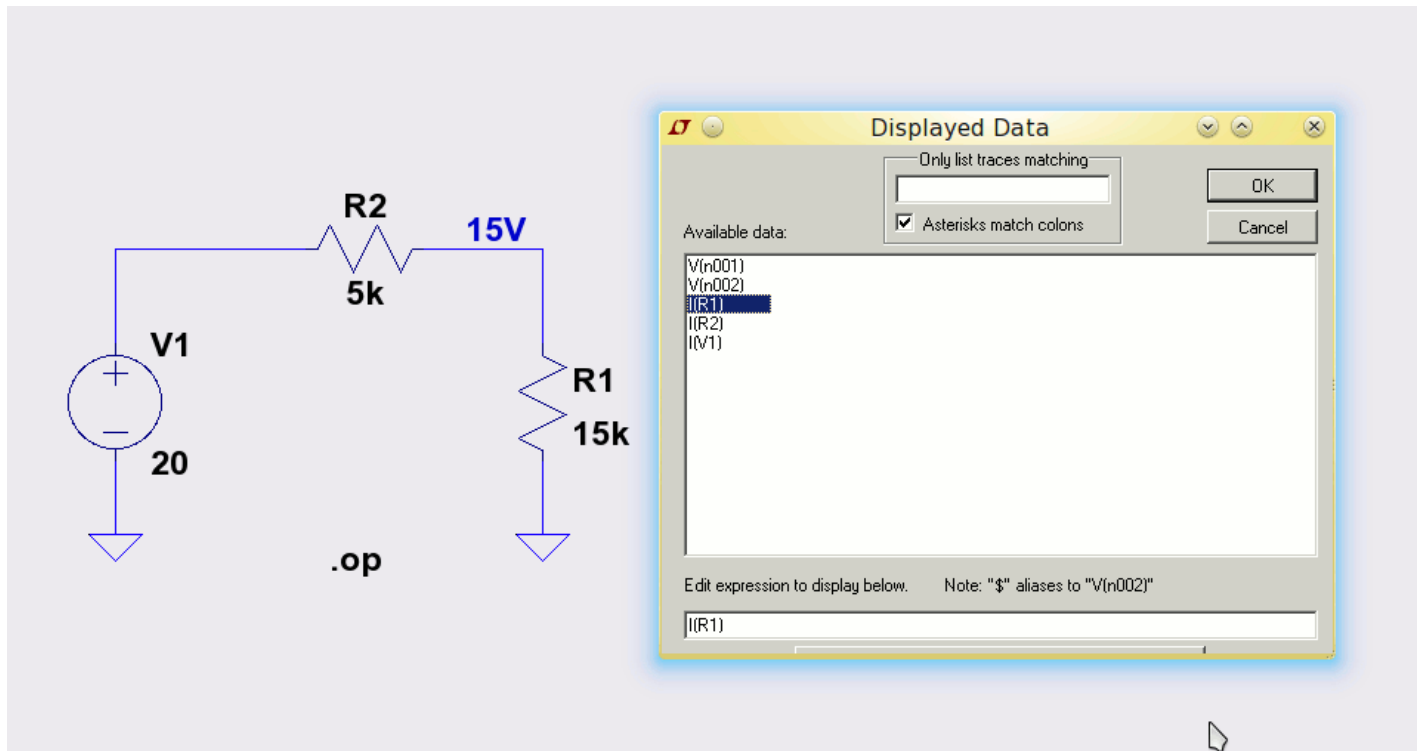 R2
15V
5k
V1
20
R1
15k
.op
Displayed Data
Only list traces matching
Asterisks match colons
OK
Cancel
Available data:
V(n001)
V(n002)
I(R1)
I(R2)
I(V1)
Edit expression to display below. Note: "$" aliases to "V(n002)"
I(R1)